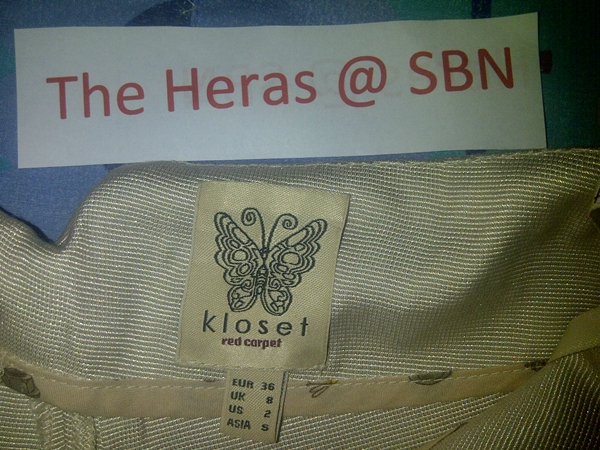 The Heras @ SBN
kloset
red carpet
EUR 36
UK 8
US 2
ASIA S